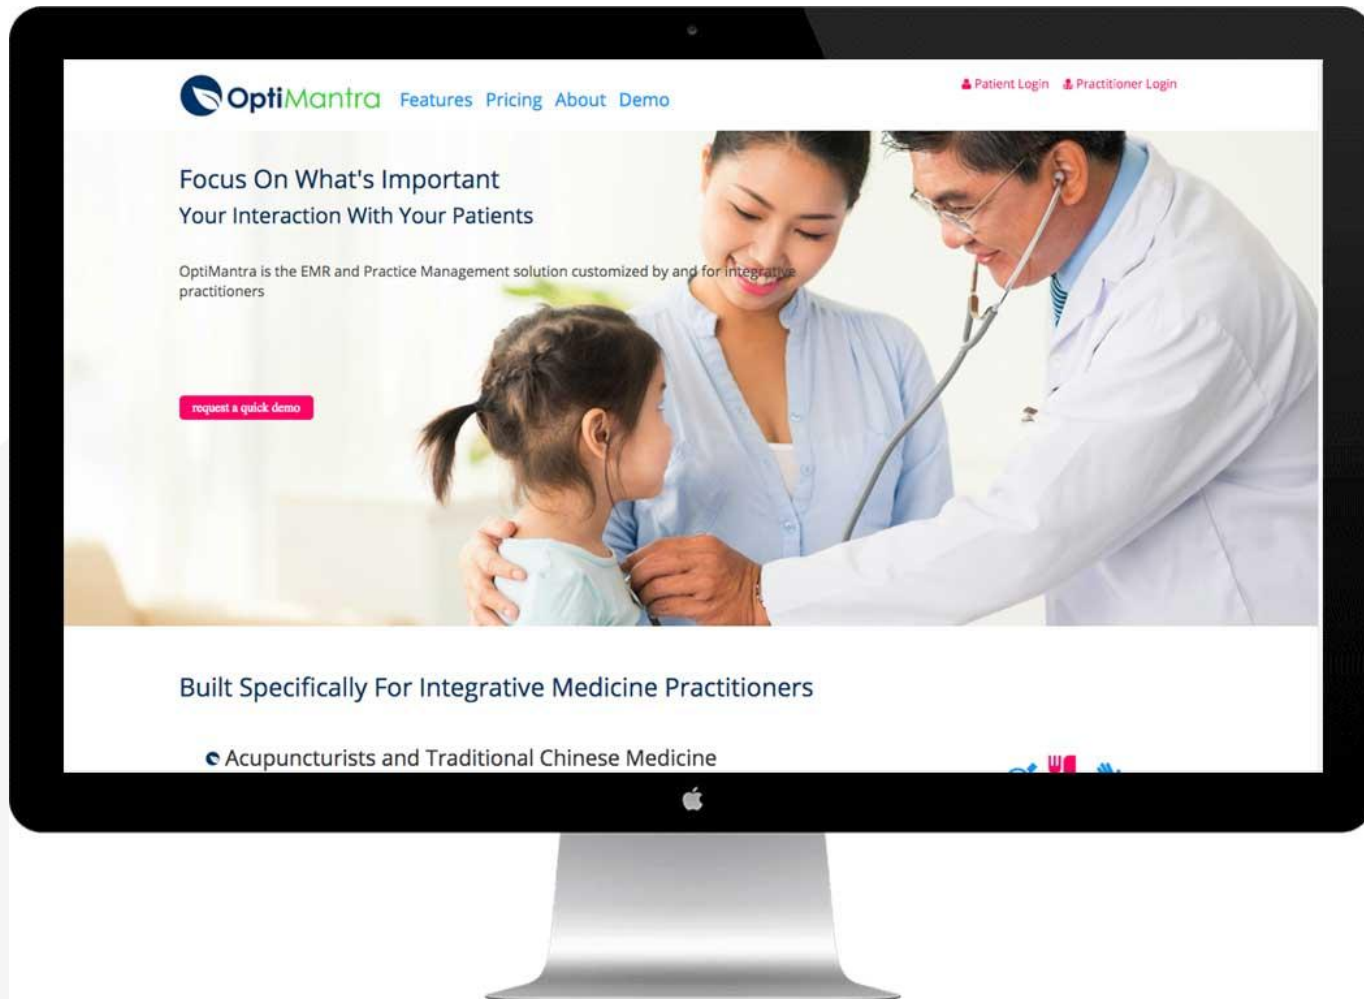 OptiMantra Features Pricing About Demo
Patient Login Practitioner Login
Focus On What's Important
Your Interaction With Your Patients
OptiMantra is the EMR and Practice Management solution customized by and for integrative
practitioners
request a quick demo
Built Specifically For Integrative Medicine Practitioners
Acupuncturists and Traditional Chinese Medicine